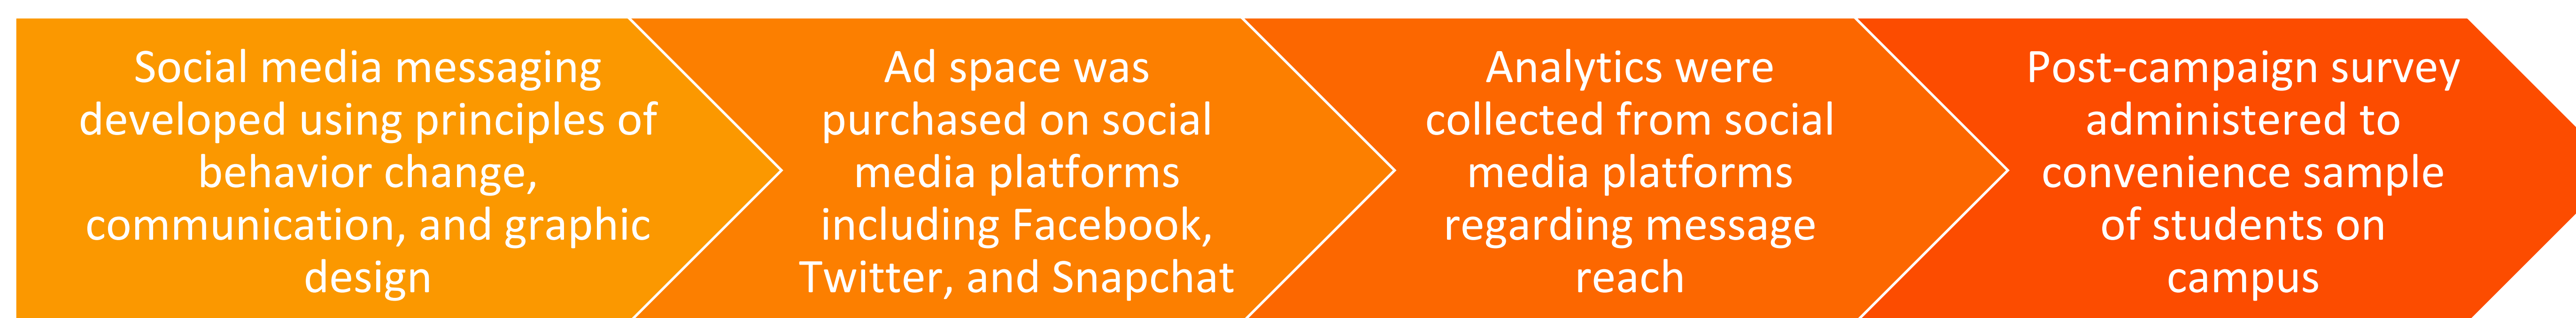 Social media messaging
developed using principles of
behavior change,
communication, and graphic
design
Ad space was
purchased on social
media platforms
including Facebook,
Twitter, and Snapchat
Analytics were
collected from social
media platforms
regarding message
reach
Post-campaign survey
administered to
convenience sample
of students on
campus